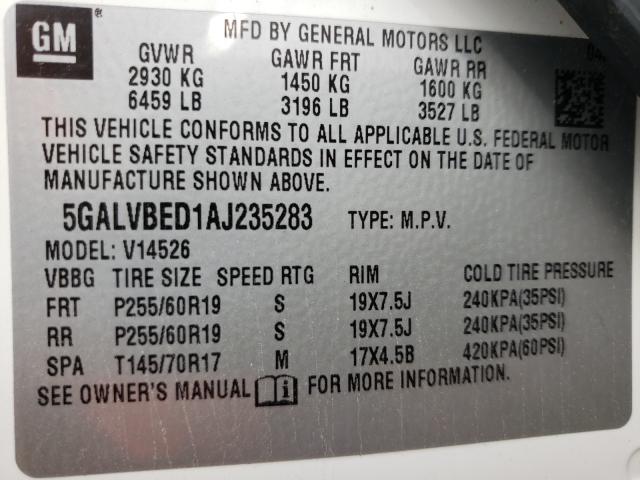 GM ®
MFD BY GENERAL MOTORS LLC
GVWR GAWR FRT GAWR RR
2930 KG 1450 KG 1600 KG
6459 LB 3196 LB 3527 LB
THIS VEHICLE CONFORMS TO ALL APPLICABLE U.S. FEDERAL MOTOR
VEHICLE SAFETY STANDARDS IN EFFECT ON THE DATE OF
MANUFACTURE SHOWN ABOVE.
5GALVBED1AJ235283 TYPE: M.P.V.
MODEL: V14526
VBBG TIRE SIZE SPEED RTG RIM COLD TIRE PRESSURE
FRT P255/60R19 S 19X7.5J 240KPA(35PSI)
RR P255/60R19 S 19X7.5J 240KPA(35PSI)
SPA T145/70R17 M 17X4.5B 420KPA(60PSI)
SEE OWNER'S MANUAL i FOR MORE INFORMATION.